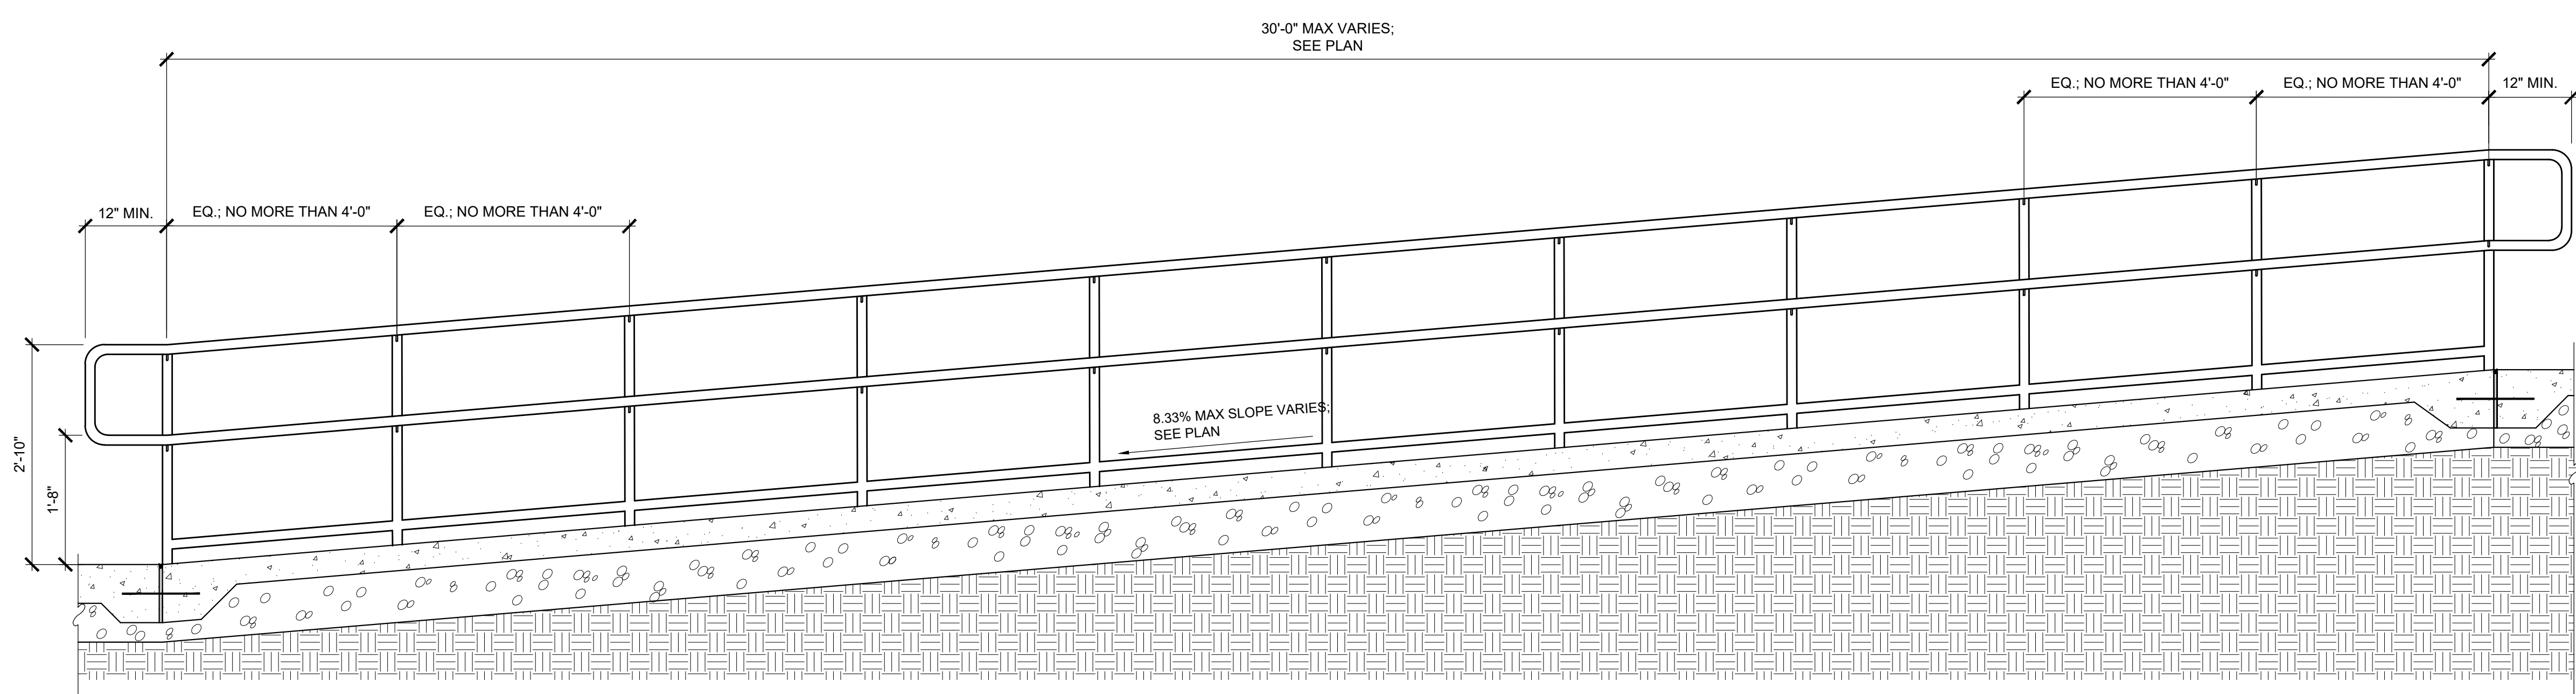 30'-0" MAX VARIES;
SEE PLAN
EQ.; NO MORE THAN 4'-0"
EQ.; NO MORE THAN 4'-0"
12" MIN.
12" MIN.
EQ.; NO MORE THAN 4'-0"
EQ.; NO MORE THAN 4'-0"
2'-10"
1'-8"
8.33% MAX SLOPE VARIES;
SEE PLAN